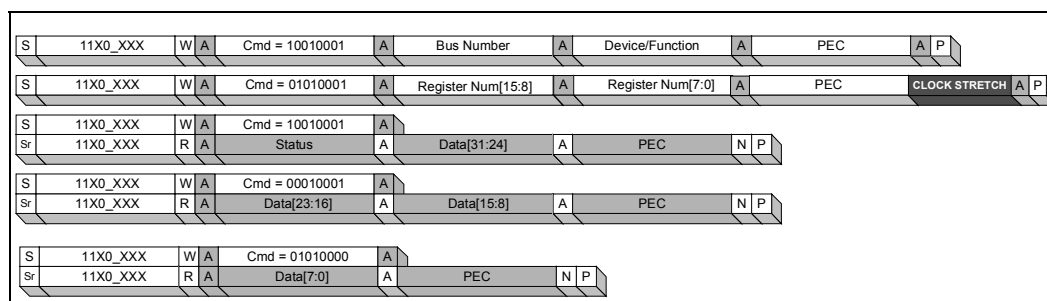 S 11X0_XXX W A Cmd = 10010001 A Bus Number A Device/Function A PEC A P
S 11X0_XXX W A Cmd = 01010001 A Register Num[15:8] A Register Num[7:0] A PEC CLOCK STRETCH A P
S 11X0_XXX W A Cmd = 10010001 A
Sr 11X0_XXX R A Status A Data[31:24] A PEC N P
S 11X0_XXX W A Cmd = 00010001 A
Sr 11X0_XXX R A Data[23:16] A Data[15:8] A PEC N P
S 11X0_XXX W A Cmd = 01010000 A
Sr 11X0_XXX R A Data[7:0] A PEC N P